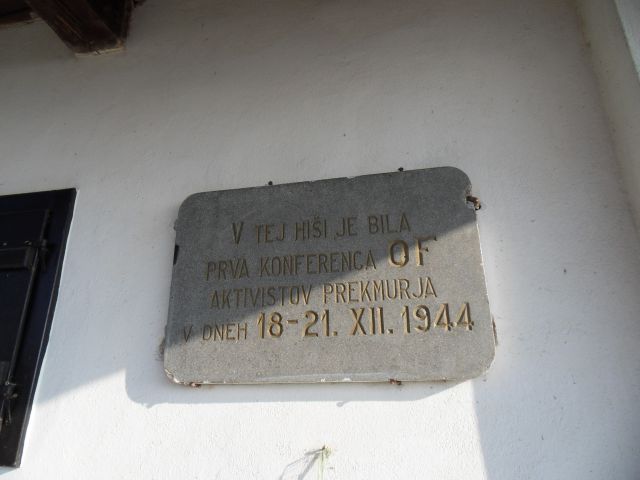 V TEJ HIŠI JE BILA
PRVA KONFERENCA OF
AKTIVISTOV PREKMURJA
V DNEH 18-21. XII. 1944